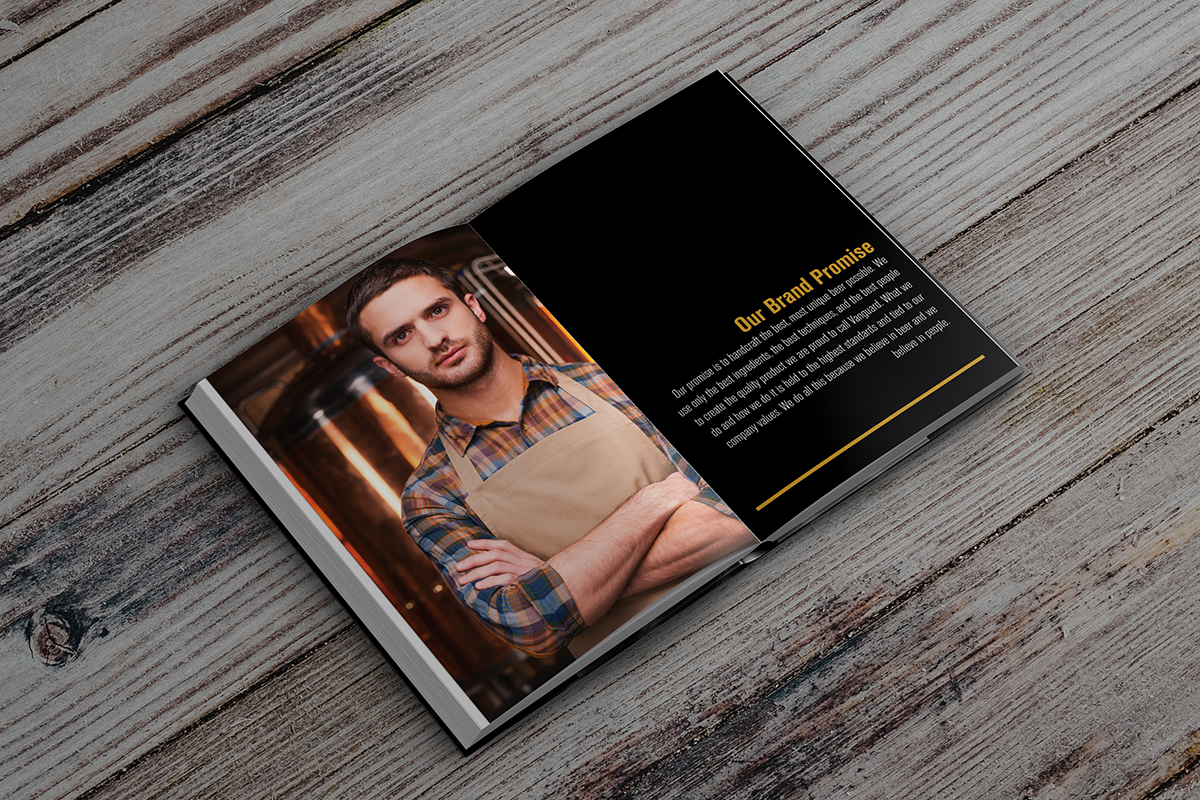 Our Brand Promise
Our promise is to handcraft the best, most unique beer possible. We
use only the best ingredients, the best techniques, and the best people
to create the quality product we are proud to call Vanguard. What we
do and how we do it is held to the highest standards and tied to our
company values. We do all this because we believe in beer and we
believe in people.